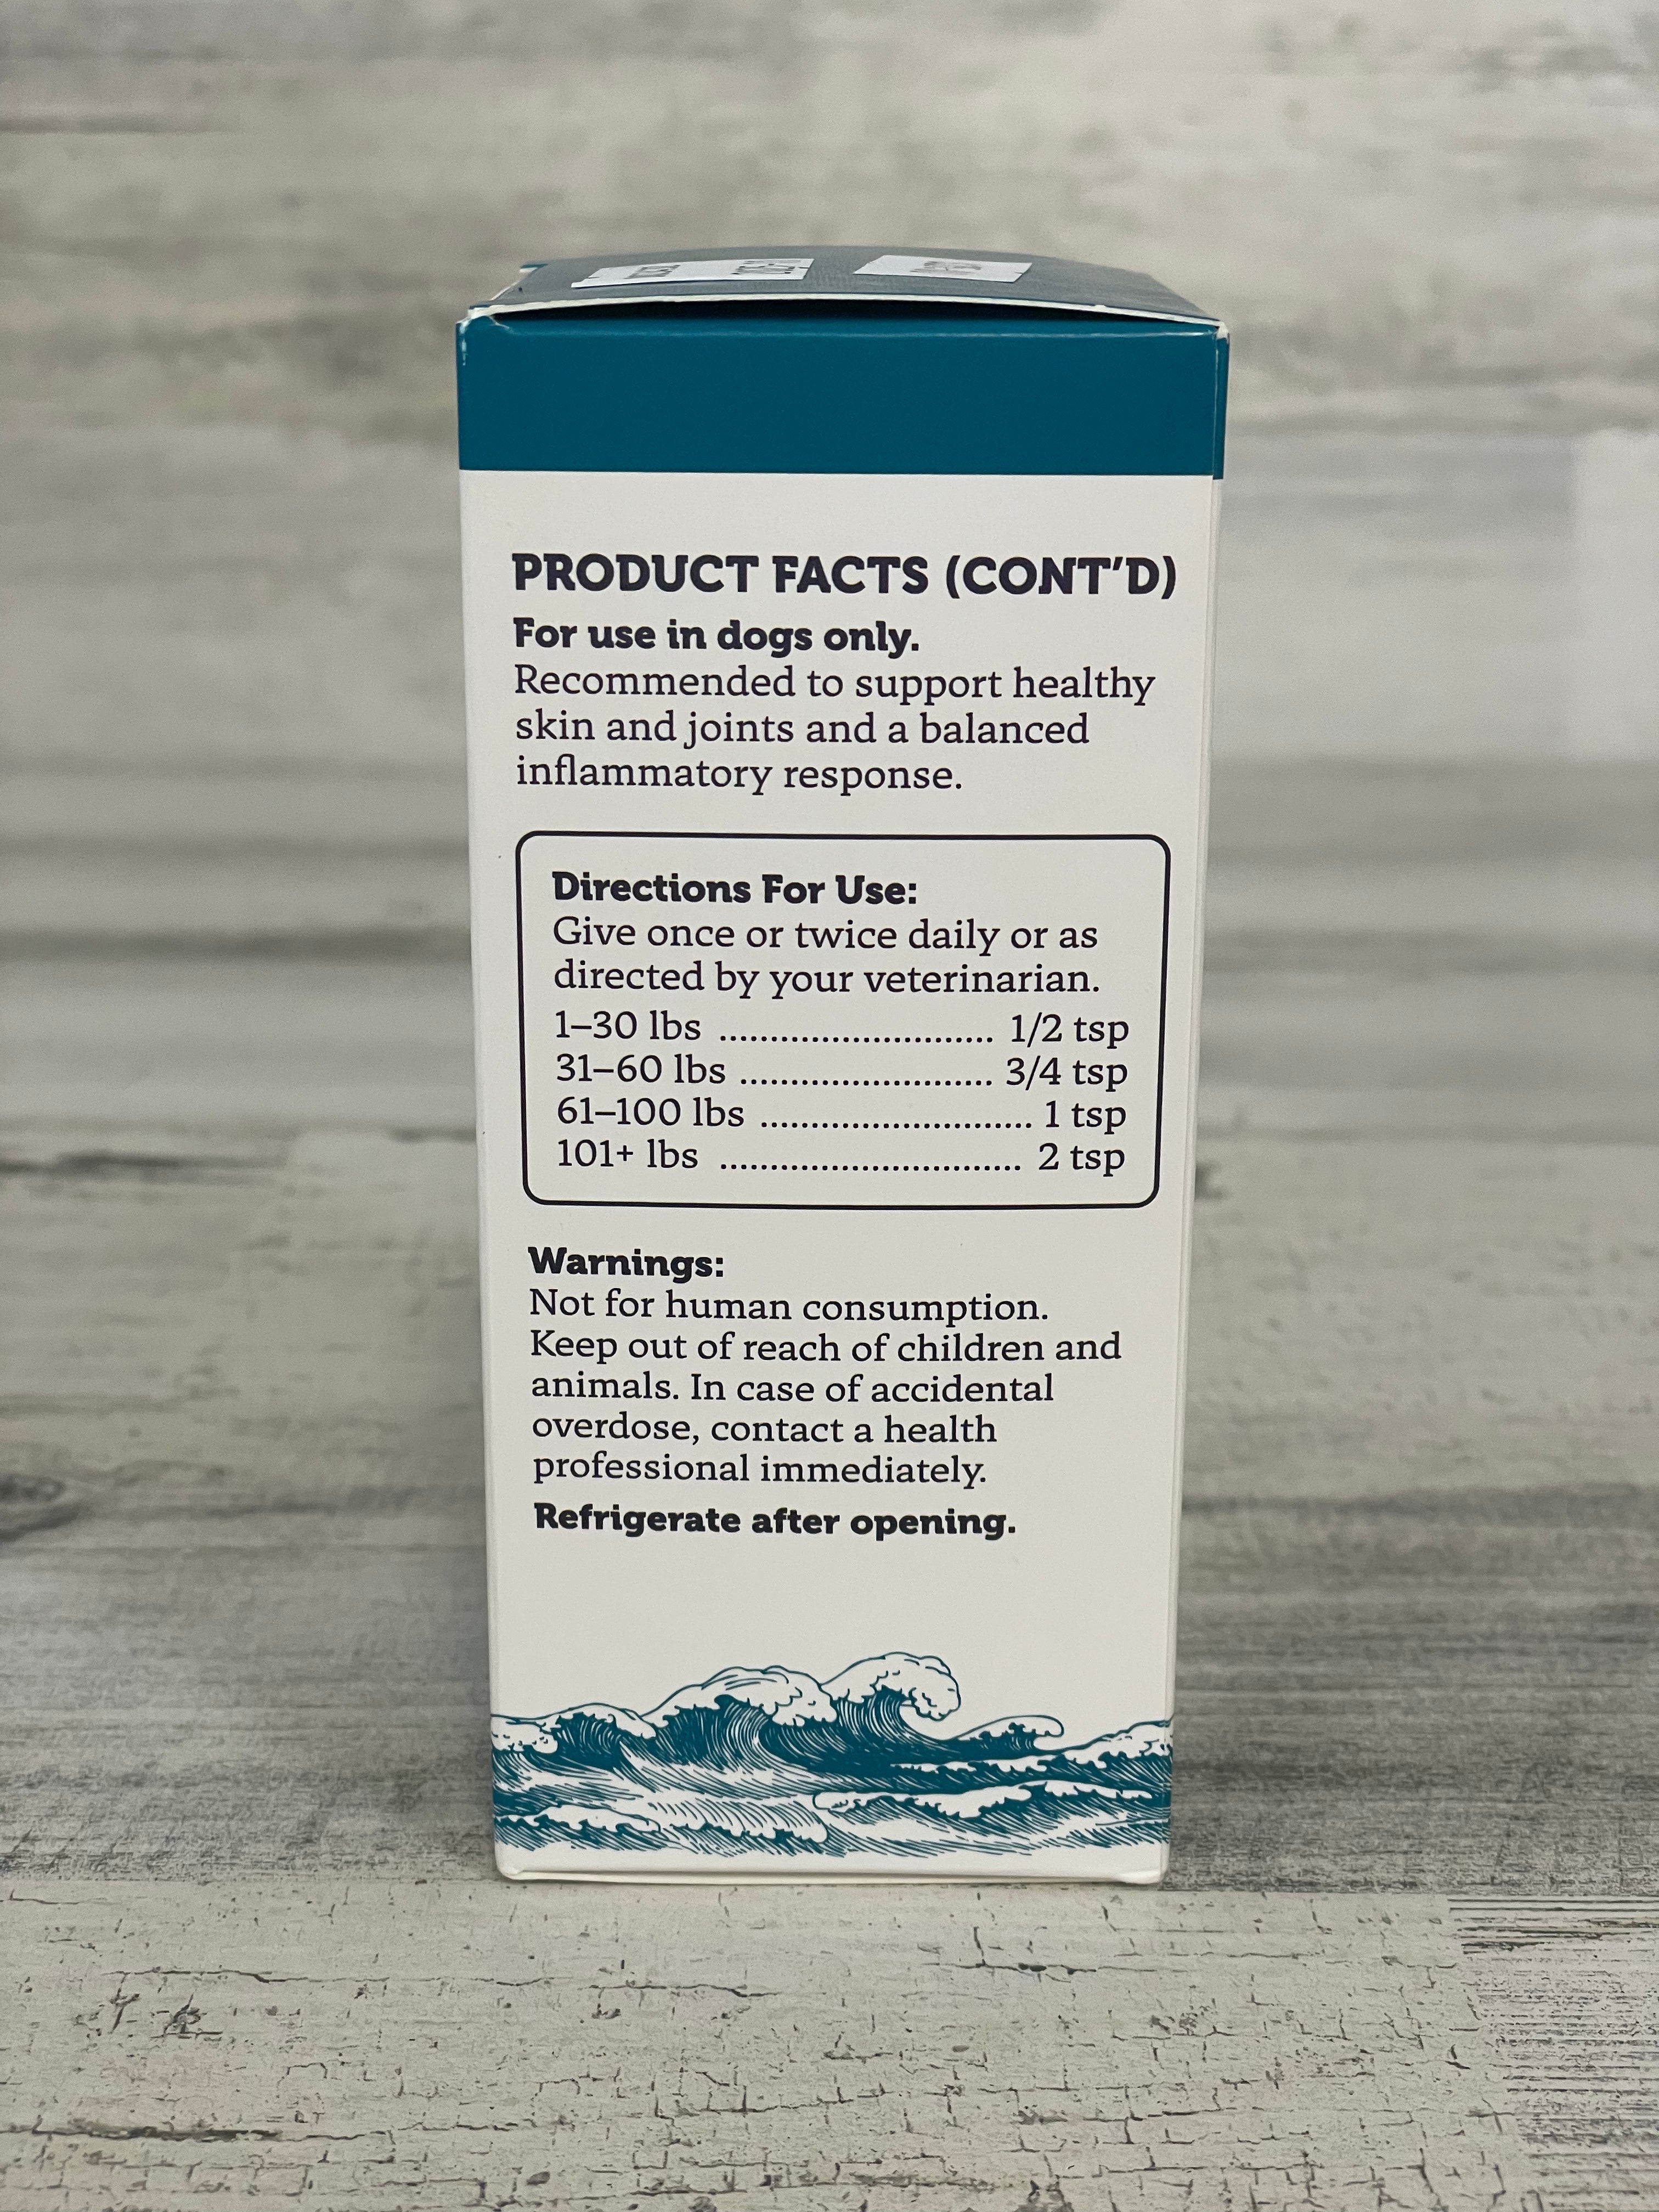 PRODUCT FACTS (CONT'D)
For use in dogs only.
Recommended to support healthy
skin and joints and a balanced
inflammatory response.
Directions For Use:
Give once or twice daily or as
directed by your veterinarian.
1–30 lbs ........................... 1/2 tsp
31–60 lbs ......................... 3/4 tsp
61–100 lbs ........................... 1 tsp
101+ lbs .............................. 2 tsp
Warnings:
Not for human consumption.
Keep out of reach of children and
animals. In case of accidental
overdose, contact a health
professional immediately.
Refrigerate after opening.